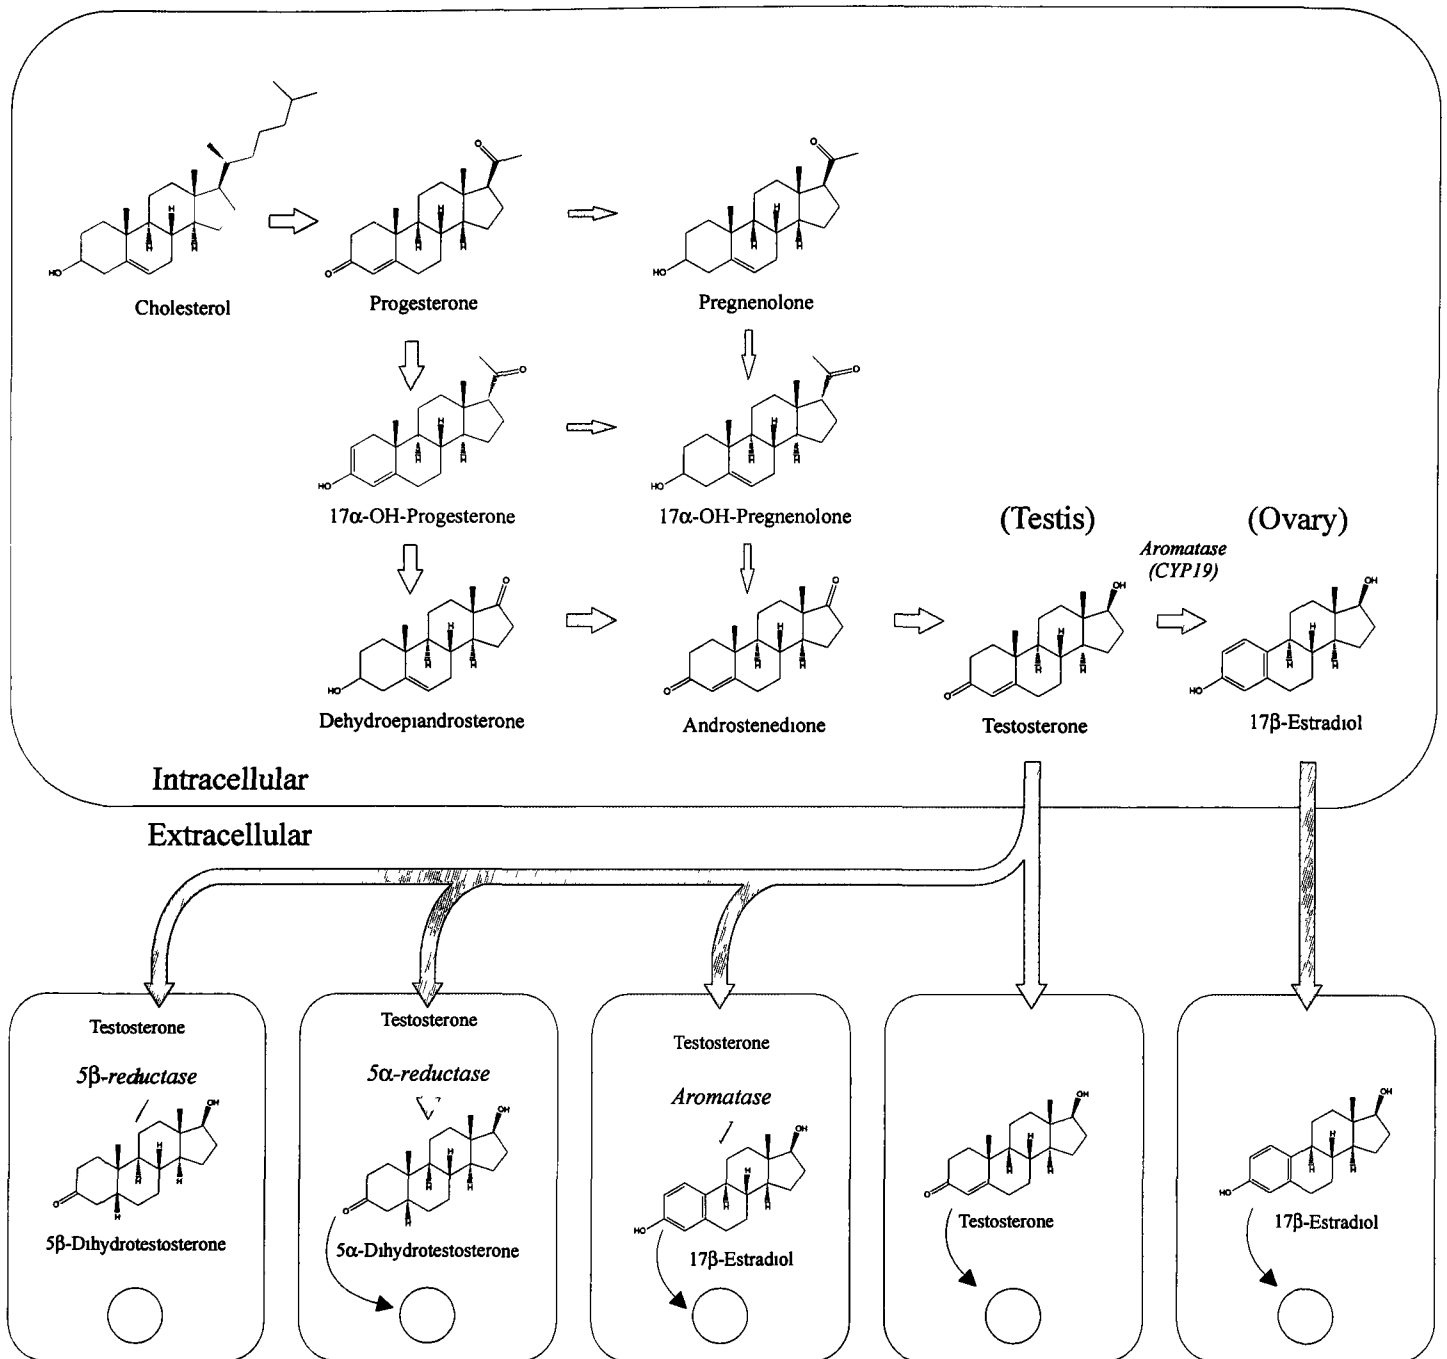 Cholesterol
Progesterone
Pregnenolone
17α-OH-Progesterone
17α-OH-Pregnenolone
(Testis)
(Ovary)
Aromatase
(CYP19)
Dehydroepiandrosterone
Androstenedione
Testosterone
17β-Estradiol
Intracellular
Extracellular
Testosterone
5β-reductase
5β-Dihydrotestosterone
Testosterone
5α-reductase
5α-Dihydrotestosterone
Testosterone
Aromatase
17β-Estradiol
Testosterone
17β-Estradiol